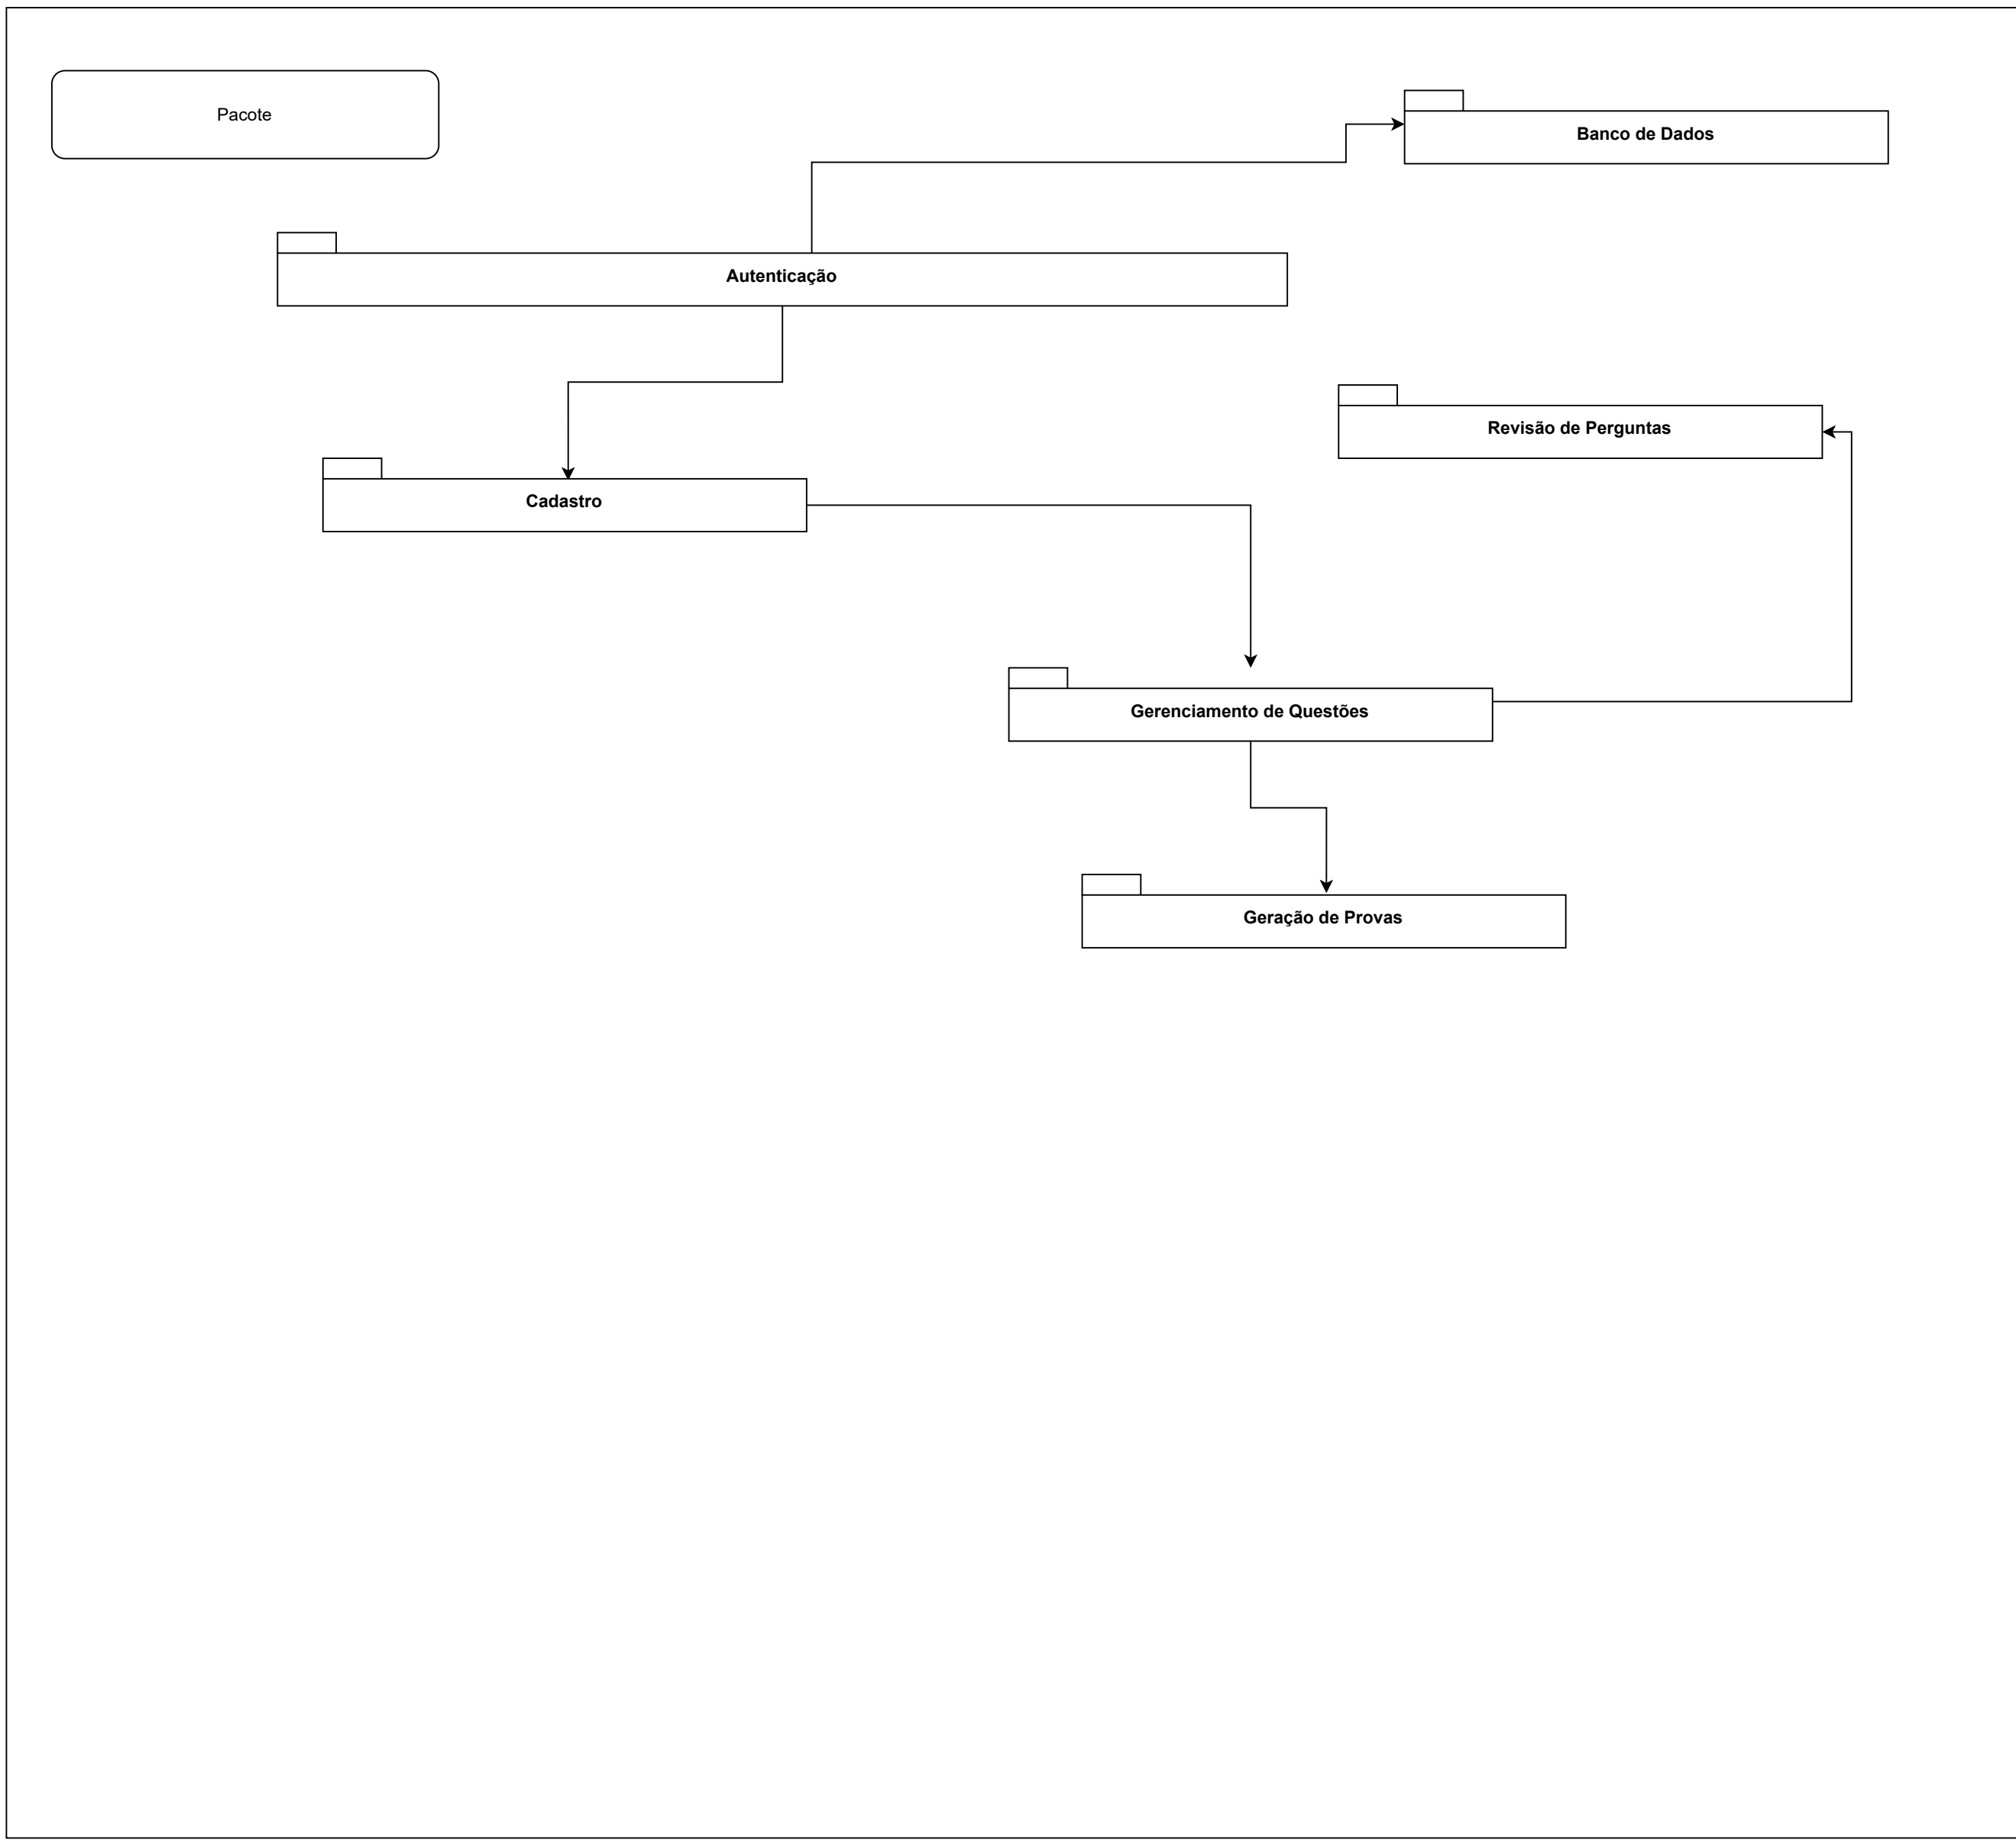 Pacote
Banco de Dados
Autenticação
Revisão de Perguntas
Cadastro
Gerenciamento de Questões
Geração de Provas